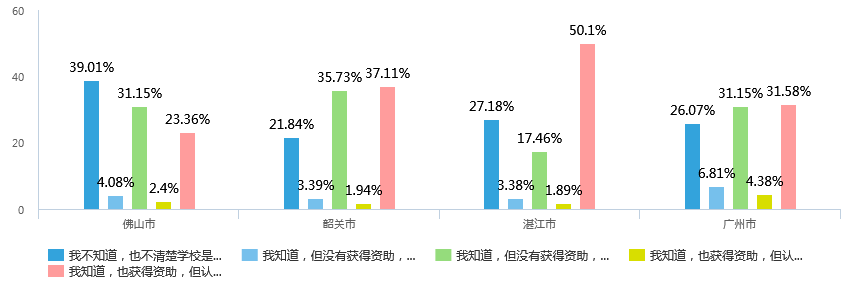 60
40
20
0
39.01%
4.08%
31.15%
2.4%
23.36%
21.84%
3.39%
35.73%
1.94%
37.11%
27.18%
3.38%
17.46%
1.89%
50.1%
26.07%
6.81%
31.15%
4.38%
31.58%
佛山市
韶关市
湛江市
广州市
我不知道，也不清楚学校是...
我知道，但没有获得资助，...
我知道，但没有获得资助，...
我知道，也获得资助，但认...
我知道，也获得资助，但认...